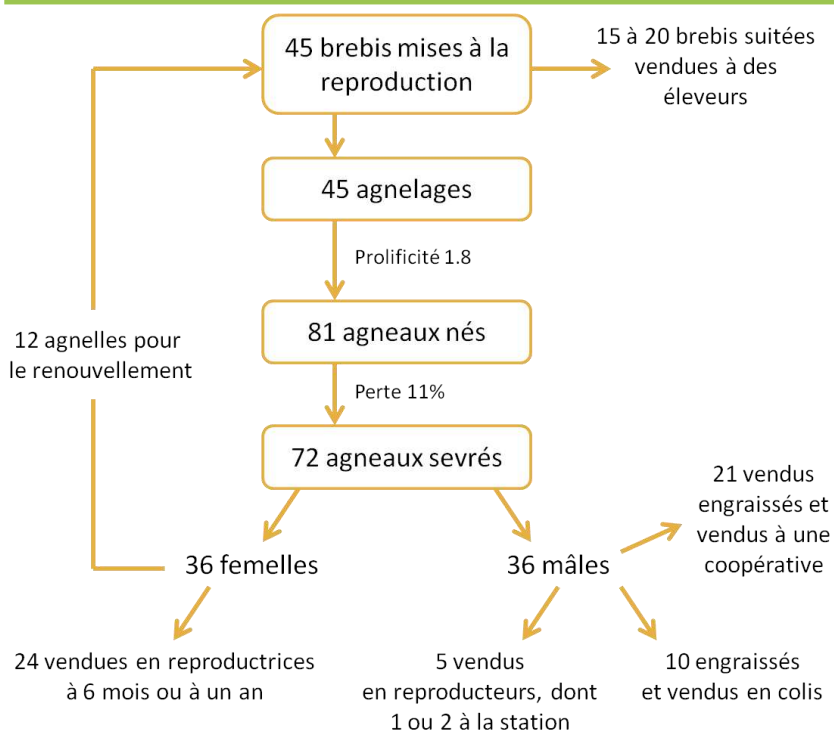 45 brebis mises à la
reproduction
15 à 20 brebis suitées
vendues à des
éleveurs
45 agnelages
Prolificité 1.8
81 agneaux nés
12 agnelles pour
le renouvellement
Perte 11%
72 agneaux sevrés
21 vendus
engraissés et
vendus à une
coopérative
36 femelles
36 mâles
24 vendues en reproductrices
à 6 mois ou à un an
5 vendus
en reproducteurs, dont
1 ou 2 à la station
10 engraissés
et vendus en colis